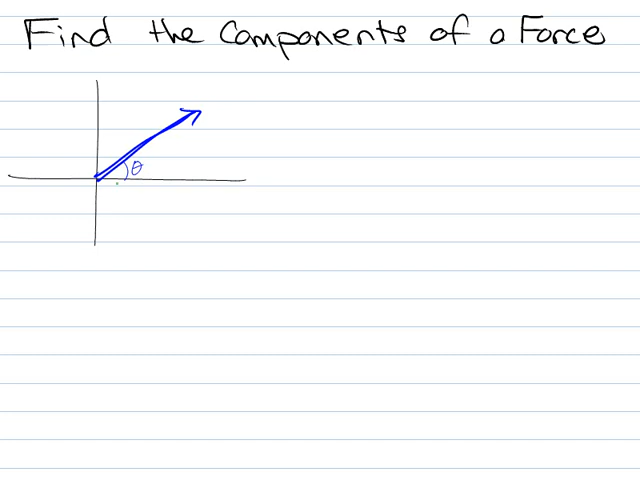 Find the Components of a Force
θ